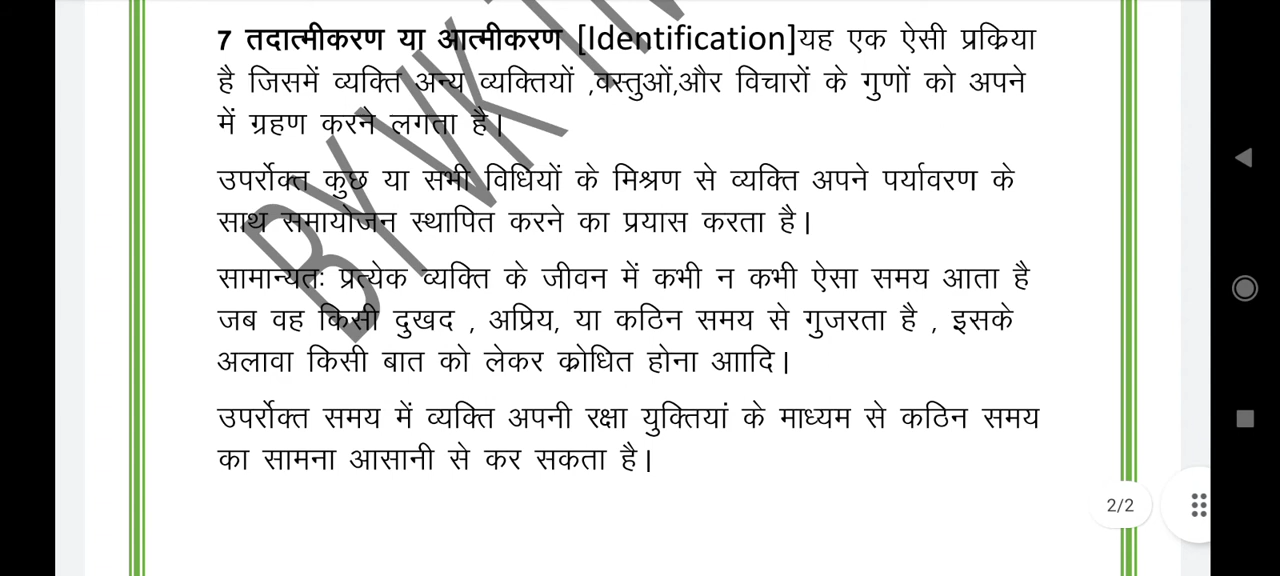 7 तदात्मीकरण या आत्मीकरण [Identification]यह एक ऐसी प्रकिया
है जिसमें व्यक्ति अन्य व्यक्तियों ,वस्तुओं,और विचारों के गुणों को अपने
में ग्रहण करने लगता है।
उपर्रोक्त कुछ या सभी विधियों के मिश्रण से व्यक्ति अपने पर्यावरण के
साथ समायोजन स्थापित करने का प्रयास करता है।
सामान्यतः प्रत्येक व्यक्ति के जीवन में कभी न कभी ऐसा समय आता है
जब वह किसी दुखद , अप्रिय, या कठिन समय से गुजरता है , इसके
अलावा किसी बात को लेकर कोधित होना आादि।
उपर्रोक्त समय में व्यक्ति अपनी रक्षा युक्तियां के माध्यम से कठिन समय
का सामना आसानी से कर सकता है।
BY VK
2/2